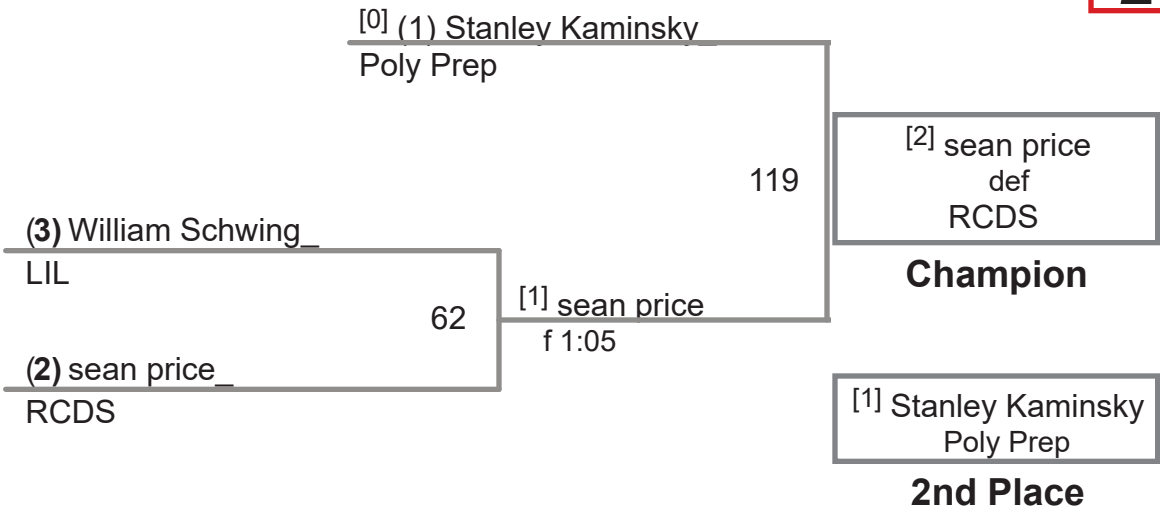 [0] (1) Stanley Kaminsky_
Poly Prep
119
[2] sean price
def
RCDS
Champion
(3) William Schwing_
LIL
62
[1] sean price
f 1:05
(2) sean price_
RCDS
[1] Stanley Kaminsky
Poly Prep
2nd Place